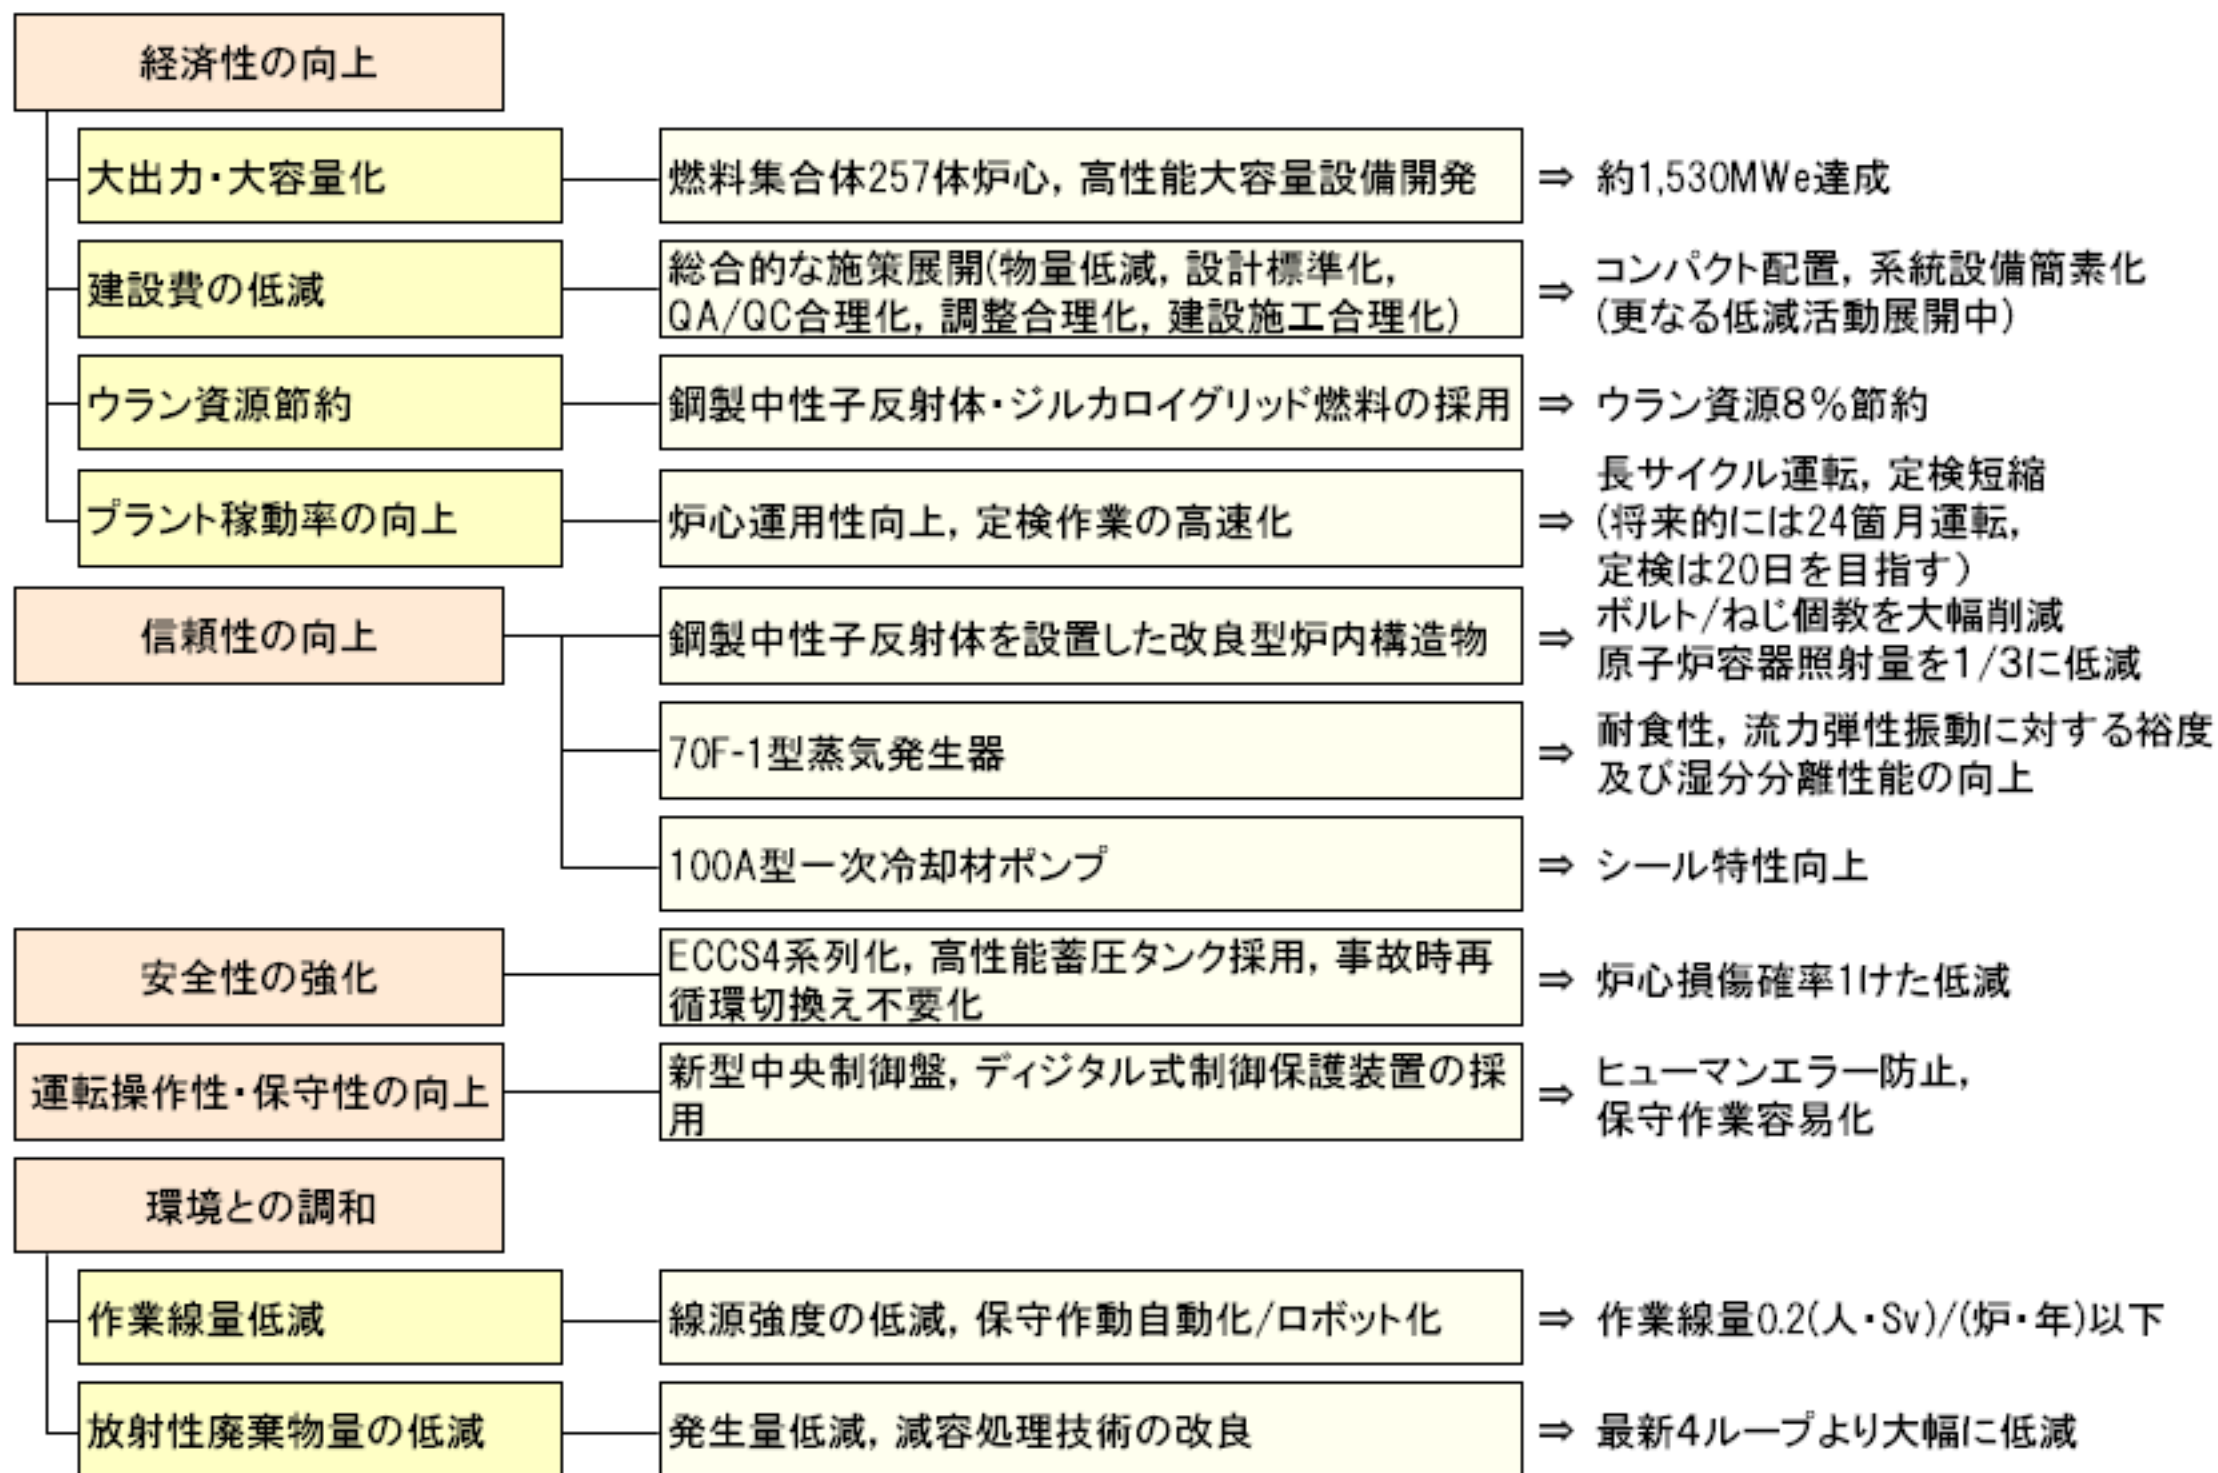 経済性の向上
大出力・大容量化
燃料集合体257体炉心, 高性能大容量設備開発
⇒ 約1,530MWe達成
建設費の低減
総合的な施策展開(物量低減, 設計標準化,
QA/QC合理化, 調整合理化, 建設施工合理化)
⇒ コンパクト配置, 系統設備簡素化
(更なる低減活動展開中)
ウラン資源節約
鋼製中性子反射体・ジルカロイグリッド燃料の採用
⇒ ウラン資源8%節約
プラント稼動率の向上
炉心運用性向上, 定検作業の高速化
⇒ 長サイクル運転, 定検短縮
(将来的には24箇月運転,
定検は20日を目指す)
信頼性の向上
鋼製中性子反射体を設置した改良型炉内構造物
⇒ ボルト/ねじ個教を大幅削減
原子炉容器照射量を1/3に低減
70F-1型蒸気発生器
⇒ 耐食性, 流力弾性振動に対する裕度
及び湿分分離性能の向上
100A型一次冷却材ポンプ
⇒ シール特性向上
安全性の強化
ECCS4系列化, 高性能蓄圧タンク採用, 事故時再
循環切換え不要化
⇒ 炉心損傷確率1けた低減
運転操作性・保守性の向上
新型中央制御盤, ディジタル式制御保護装置の採
用
⇒ ヒューマンエラー防止,
保守作業容易化
環境との調和
作業線量低減
線源強度の低減, 保守作動自動化/ロボット化
⇒ 作業線量0.2(人・Sv)/(炉・年)以下
放射性廃棄物量の低減
発生量低減, 減容処理技術の改良
⇒ 最新4ループより大幅に低減